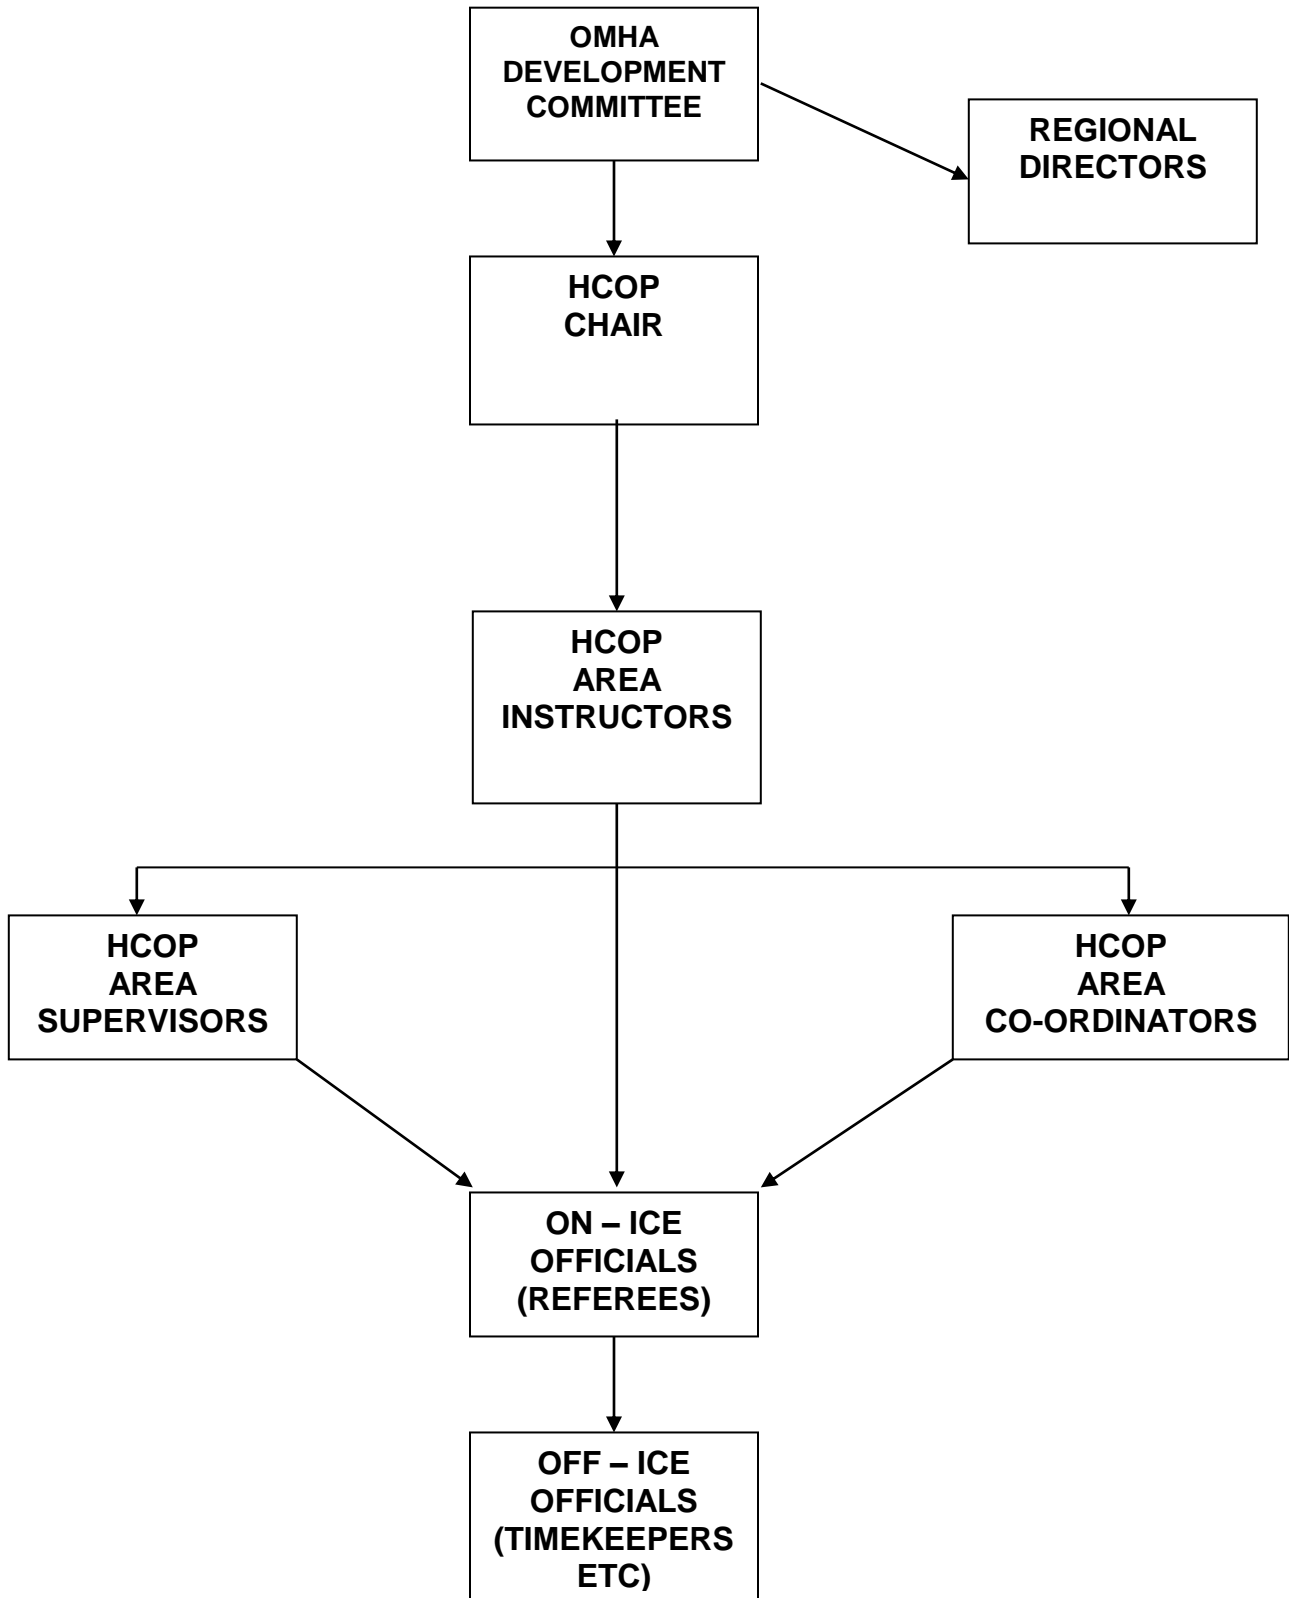 OMHA
DEVELOPMENT
COMMITTEE
REGIONAL
DIRECTORS
HCOP
CHAIR
HCOP
AREA
INSTRUCTORS
HCOP
AREA
SUPERVISORS
HCOP
AREA
CO-ORDINATORS
ON – ICE
OFFICIALS
(REFEREES)
OFF – ICE
OFFICIALS
(TIMEKEEPERS
ETC)